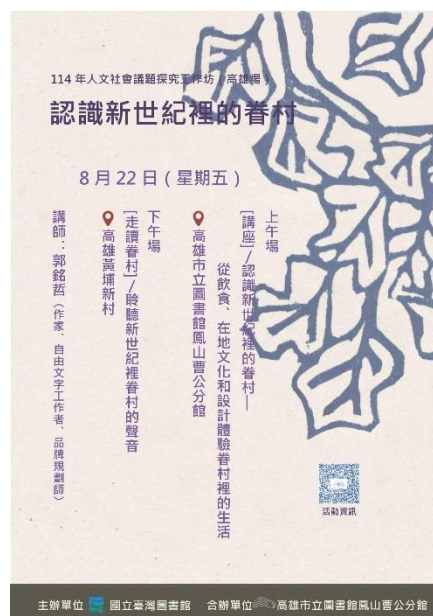 114 年人文社會議題探究工作坊（高雄場）
認識新世紀裡的眷村
8 月 22 日（星期五）
上午場
[講座]／認識新世紀裡的眷村—
從飲食、在地文化和設計體驗眷村裡的生活
高雄市立圖書館鳳山曹公分館
下午場
[走讀眷村]／聆聽新世紀裡眷村的聲音
高雄黃埔新村
講師：郭銘哲（作家、自由文字工作者、品牌規劃師）
活動資訊
主辦單位 國立臺灣圖書館 合辦單位 高雄市立圖書館鳳山曹公分館